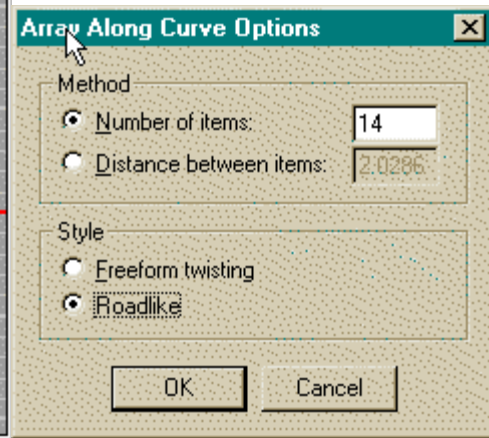 Array Along Curve Options
Method
Number of items: 14
Distance between items: 2.0286
Style
Freeform twisting
Roadlike
OK Cancel